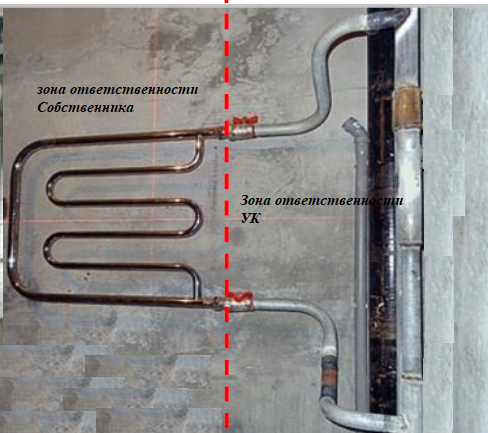 зона ответственности
Собственника
Зона ответственности
УК